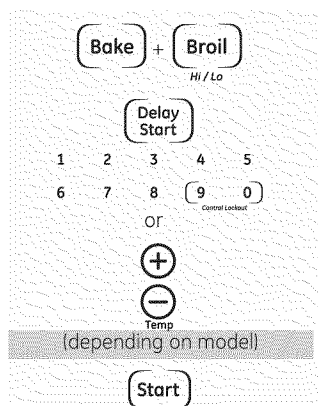 Bake + Broil
Hi / Lo
Delay
Start
1 2 3 4 5
6 7 8 9 0
Control Lockout
or
+
−
Temp
(depending on model)
Start